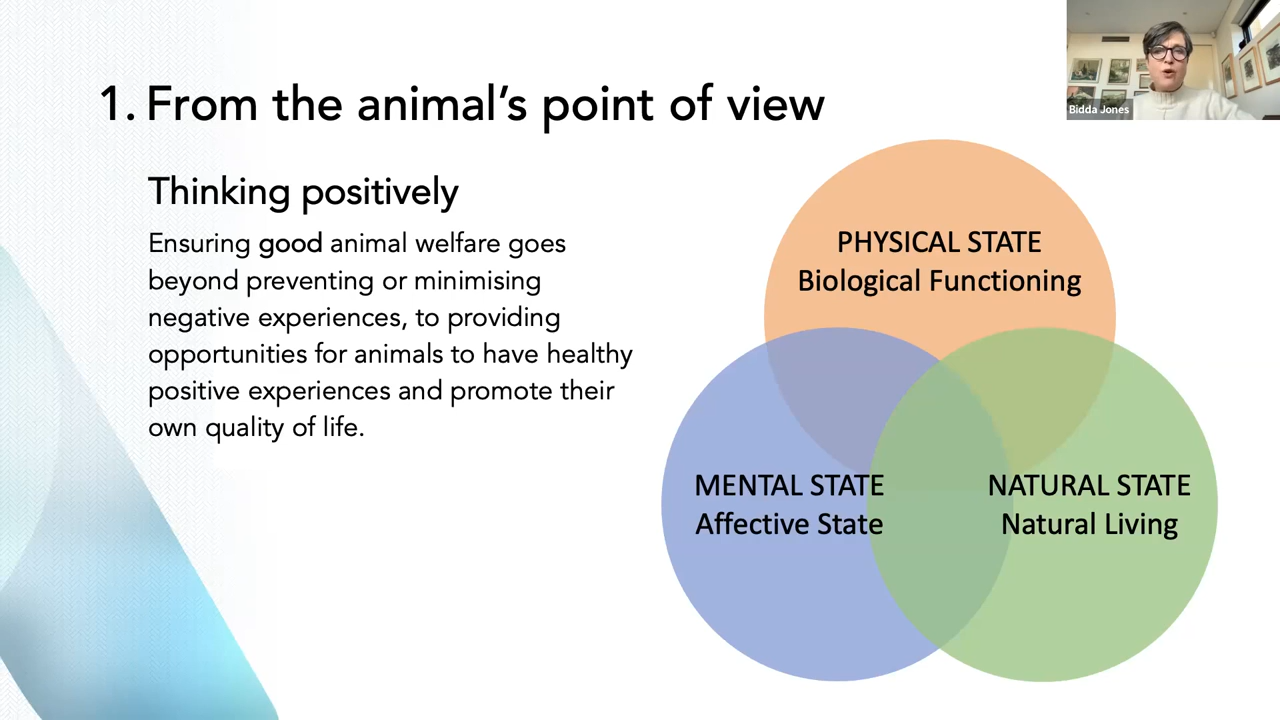 Bidda Jones
1. From the animal's point of view
Thinking positively
Ensuring good animal welfare goes
beyond preventing or minimising
negative experiences, to providing
opportunities for animals to have healthy
positive experiences and promote their
own quality of life.
PHYSICAL STATE
Biological Functioning
MENTAL STATE
Affective State
NATURAL STATE
Natural Living